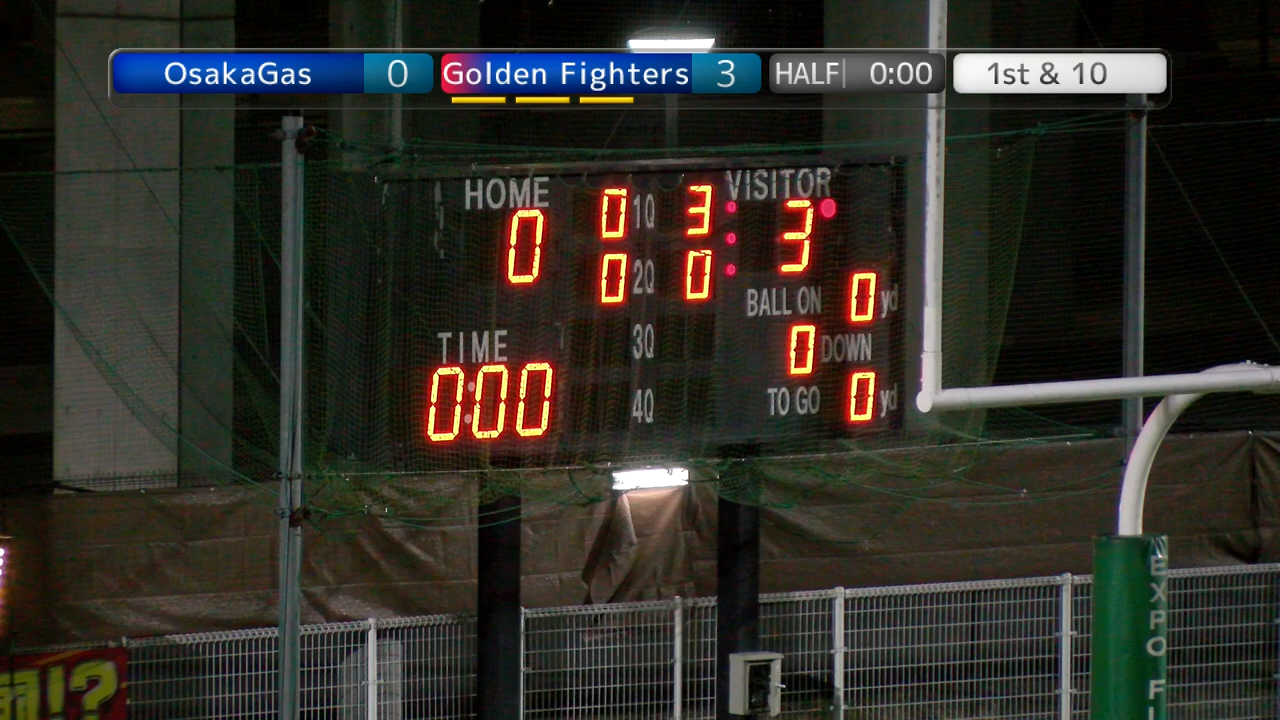 OsakaGas 0 Golden Fighters 3 HALF 0:00 1st & 10
HOME 0 1Q 3 VISITOR
0 3
0 2Q 0
BALL ON 0 yd
TIME 3Q 0 DOWN
0:00 4Q TO GO 0 yd
EXPO
!?